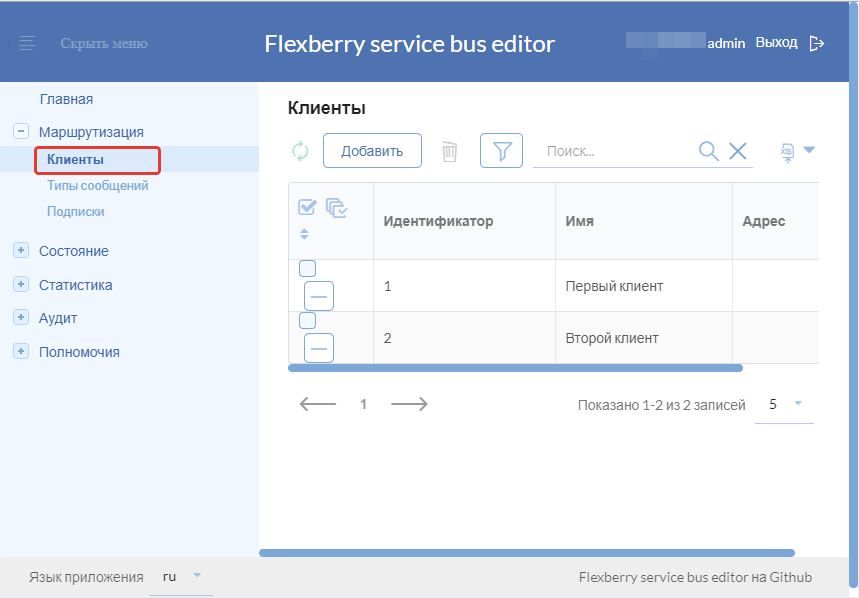 Скрыть меню
Flexberry service bus editor
admin Выход
Главная
Маршрутизация
Клиенты
Типы сообщений
Подписки
Состояние
Статистика
Аудит
Полномочия
Клиенты
Добавить
Поиск...
xls
Идентификатор Имя Адрес
1 Первый клиент
2 Второй клиент
1
Показано 1-2 из 2 записей 5
Язык приложения ru
Flexberry service bus editor на Github